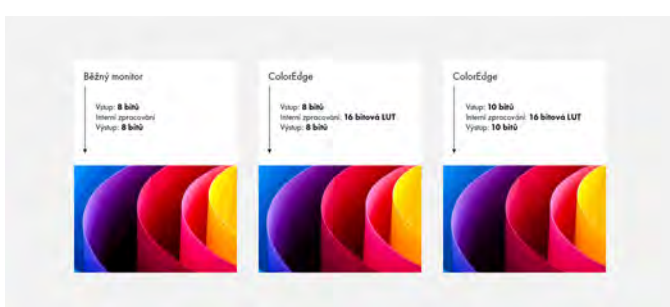 Běžný monitor
Vstup: 8 bitů
Interní zpracování
Výstup: 8 bitů
ColorEdge
Vstup: 8 bitů
Interní zpracování: 16 bitová LUT
Výstup: 8 bitů
ColorEdge
Vstup: 10 bitů
Interní zpracování: 16 bitová LUT
Výstup: 10 bitů